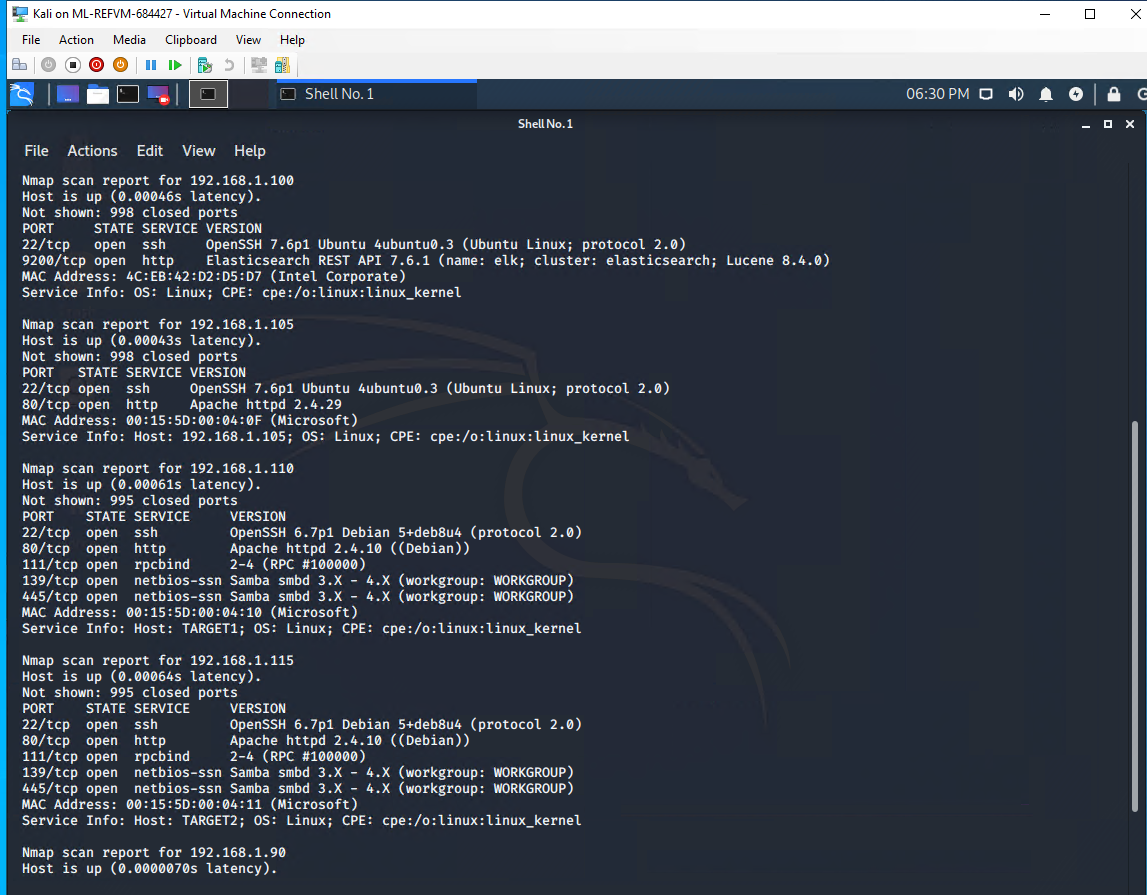 Kali on ML-REFVM-684427 - Virtual Machine Connection
File Action Media Clipboard View Help
Shell No. 1
06:30 PM
Shell No. 1
File Actions Edit View Help
Nmap scan report for 192.168.1.100
Host is up (0.00046s latency).
Not shown: 998 closed ports
PORT STATE SERVICE VERSION
22/tcp open ssh OpenSSH 7.6p1 Ubuntu 4ubuntu0.3 (Ubuntu Linux; protocol 2.0)
9200/tcp open http Elasticsearch REST API 7.6.1 (name: elk; cluster: elasticsearch; Lucene 8.4.0)
MAC Address: 4C:EB:42:D2:D5:D7 (Intel Corporate)
Service Info: OS: Linux; CPE: cpe:/o:linux:linux_kernel
Nmap scan report for 192.168.1.105
Host is up (0.00043s latency).
Not shown: 998 closed ports
PORT STATE SERVICE VERSION
22/tcp open ssh OpenSSH 7.6p1 Ubuntu 4ubuntu0.3 (Ubuntu Linux; protocol 2.0)
80/tcp open http Apache httpd 2.4.29
MAC Address: 00:15:5D:00:04:0F (Microsoft)
Service Info: Host: 192.168.1.105; OS: Linux; CPE: cpe:/o:linux:linux_kernel
Nmap scan report for 192.168.1.110
Host is up (0.00061s latency).
Not shown: 995 closed ports
PORT STATE SERVICE VERSION
22/tcp open ssh OpenSSH 6.7p1 Debian 5+deb8u4 (protocol 2.0)
80/tcp open http Apache httpd 2.4.10 ((Debian))
111/tcp open rpcbind 2-4 (RPC #100000)
139/tcp open netbios-ssn Samba smbd 3.X - 4.X (workgroup: WORKGROUP)
445/tcp open netbios-ssn Samba smbd 3.X - 4.X (workgroup: WORKGROUP)
MAC Address: 00:15:5D:00:04:10 (Microsoft)
Service Info: Host: TARGET1; OS: Linux; CPE: cpe:/o:linux:linux_kernel
Nmap scan report for 192.168.1.115
Host is up (0.00064s latency).
Not shown: 995 closed ports
PORT STATE SERVICE VERSION
22/tcp open ssh OpenSSH 6.7p1 Debian 5+deb8u4 (protocol 2.0)
80/tcp open http Apache httpd 2.4.10 ((Debian))
111/tcp open rpcbind 2-4 (RPC #100000)
139/tcp open netbios-ssn Samba smbd 3.X - 4.X (workgroup: WORKGROUP)
445/tcp open netbios-ssn Samba smbd 3.X - 4.X (workgroup: WORKGROUP)
MAC Address: 00:15:5D:00:04:11 (Microsoft)
Service Info: Host: TARGET2; OS: Linux; CPE: cpe:/o:linux:linux_kernel
Nmap scan report for 192.168.1.90
Host is up (0.0000070s latency).